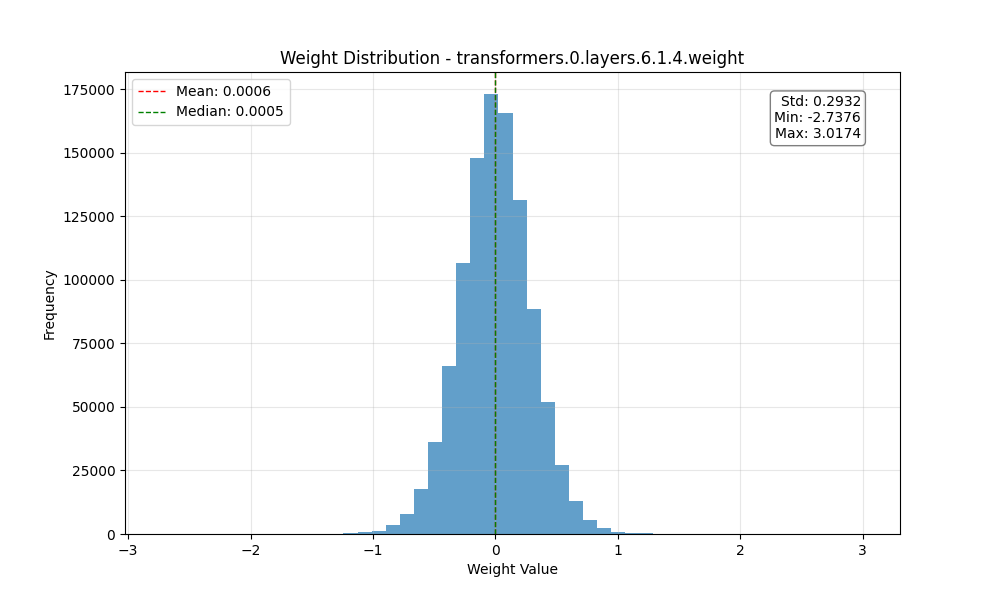 Weight Distribution - transformers.0.layers.6.1.4.weight
Mean: 0.0006
Median: 0.0005
Std: 0.2932
Min: -2.7376
Max: 3.0174
Frequency
175000
150000
125000
100000
75000
50000
25000
0
−3 −2 −1 0 1 2 3
Weight Value